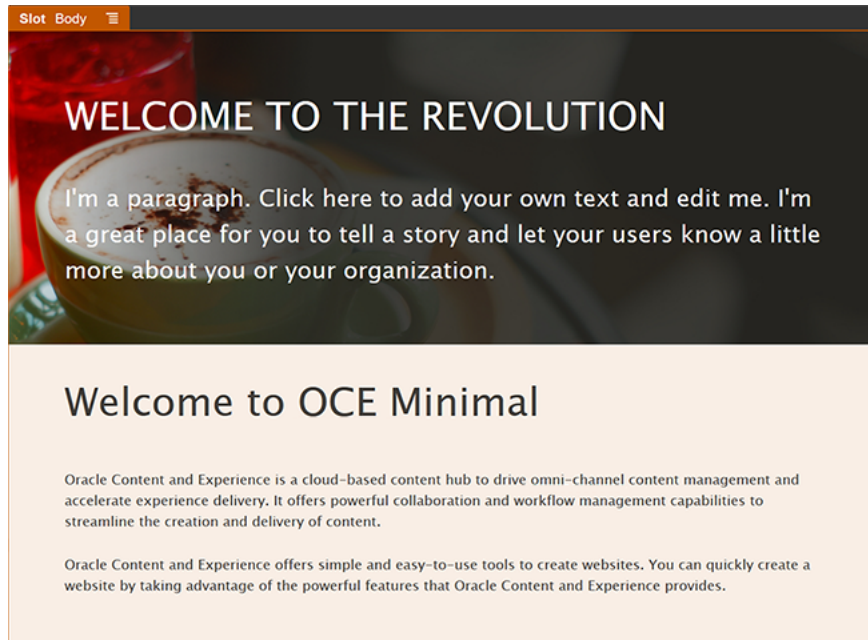 Slot Body
WELCOME TO THE REVOLUTION
I'm a paragraph. Click here to add your own text and edit me. I'm
a great place for you to tell a story and let your users know a little
more about you or your organization.
Welcome to OCE Minimal
Oracle Content and Experience is a cloud-based content hub to drive omni-channel content management and
accelerate experience delivery. It offers powerful collaboration and workflow management capabilities to
streamline the creation and delivery of content.
Oracle Content and Experience offers simple and easy-to-use tools to create websites. You can quickly create a
website by taking advantage of the powerful features that Oracle Content and Experience provides.